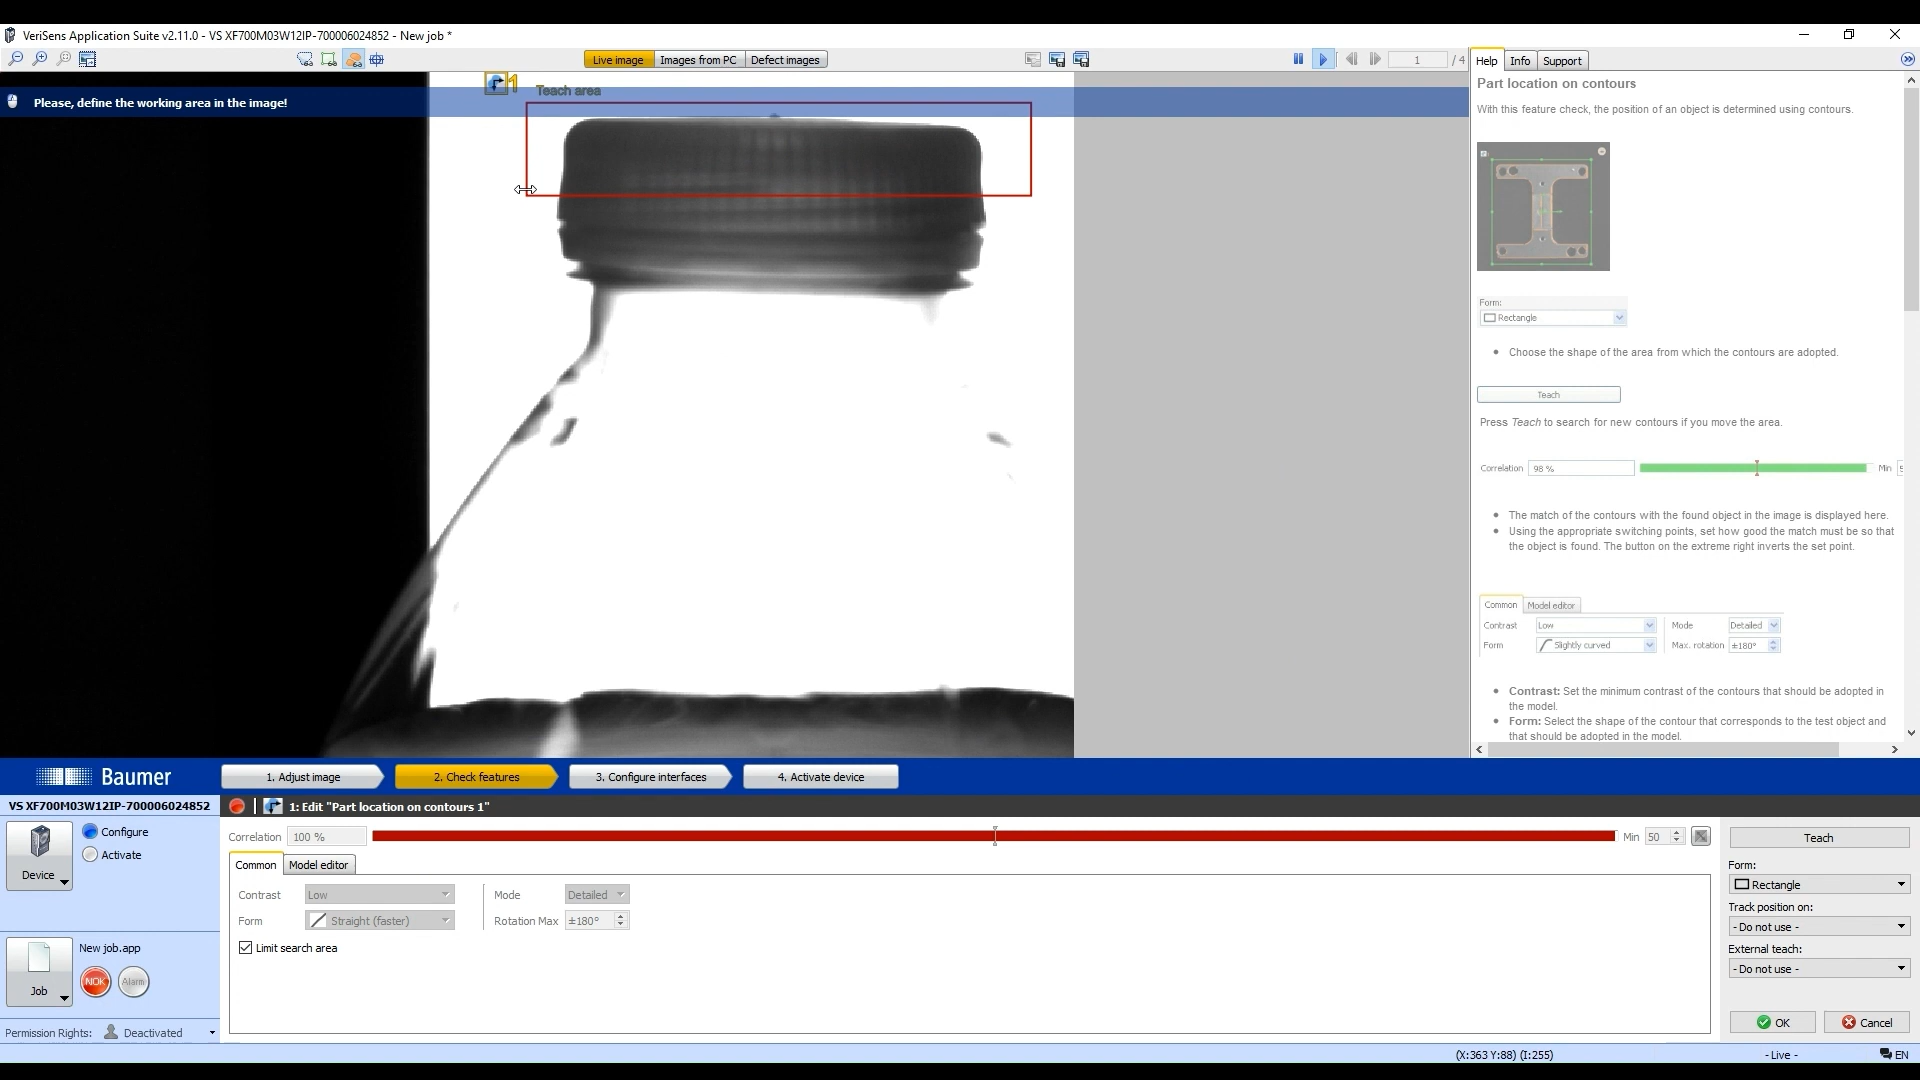 VeriSens Application Suite v2.11.0 - VS XF700M03W12IP-700006024852 - New job *
Live image
Images from PC
Defect images
1
/ 4
Help
Info
Support
1
Teach area
Please, define the working area in the image!
Part location on contours
With this feature check, the position of an object is determined using contours.
Form:
Rectangle
Choose the shape of the area from which the contours are adopted.
Teach
Press Teach to search for new contours if you move the area.
Correlation
98 %
Min
The match of the contours with the found object in the image is displayed here.
Using the appropriate switching points, set how good the match must be so that
the object is found. The button on the extreme right inverts the set point.
Common
Model editor
Contrast
Low
Mode
Detailed
Form
Slightly curved
Max. rotation
±180°
Contrast: Set the minimum contrast of the contours that should be adopted in
the model.
Form: Select the shape of the contour that corresponds to the test object and
that should be adopted in the model.
Baumer
1. Adjust image
2. Check features
3. Configure interfaces
4. Activate device
VS XF700M03W12IP-700006024852
1: Edit "Part location on contours 1"
Device
Configure
Activate
Correlation
100 %
Min
50
Common
Model editor
Contrast
Low
Mode
Detailed
Form
Straight (faster)
Rotation Max
±180°
Limit search area
Teach
Form:
Rectangle
Track position on:
- Do not use -
External teach:
- Do not use -
OK
Cancel
Job
New job.app
NOK
Alarm
Permission Rights:
Deactivated
(X:363 Y:88) (I:255)
- Live -
EN